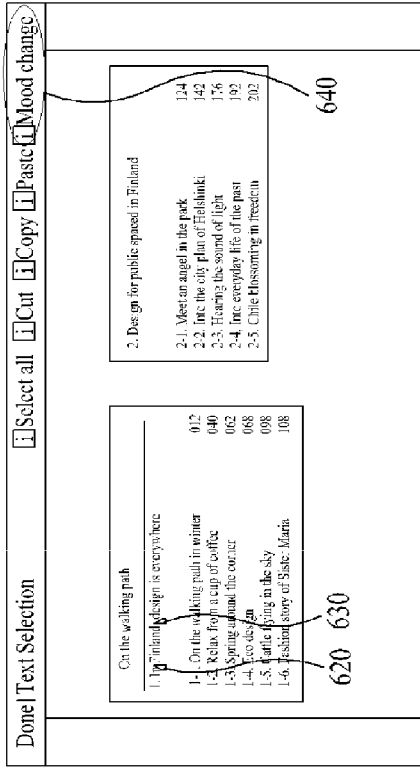 Done| Text Selection i Select all i Cut i Copy i Paste i Mood change
On the walking path
1. In Finland, design is everywhere
1-1. On the walking path in winter 012
1-2. Relax from a cup of coffee 040
1-3. Spring around the corner 062
1-4. Eco design 068
1-5. flying in the sky 098
1-6. Fashion story of Sister Maria 108
620
630
2. Design for public spaced in Finland
2-1. Meet an angel in the park 124
2-2. Into the city plan of Helshinki 142
2-3. Hearing the sound of light 176
2-4. Into everyday life of the past 192
2-5. Chile blossoming in freedom 202
640